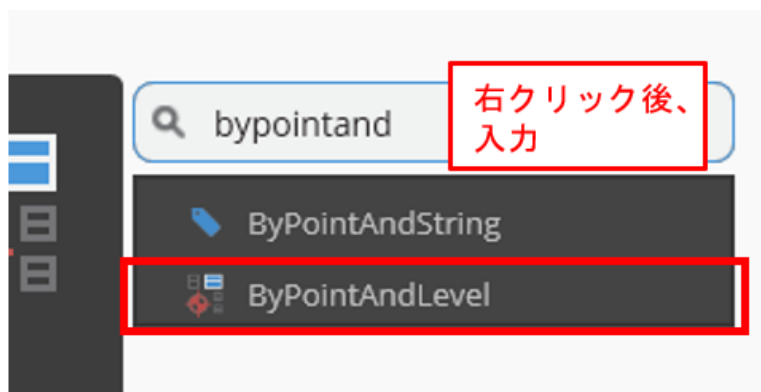 bypointand
右クリック後、
入力
ByPointAndString
ByPointAndLevel